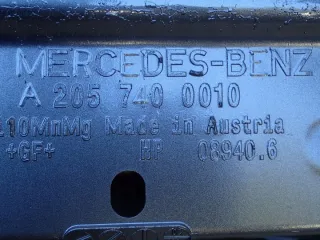 MERCEDES-BENZ
A 205 740 0010
10MnMg Made in Austria
+GF+ HP 08940.6